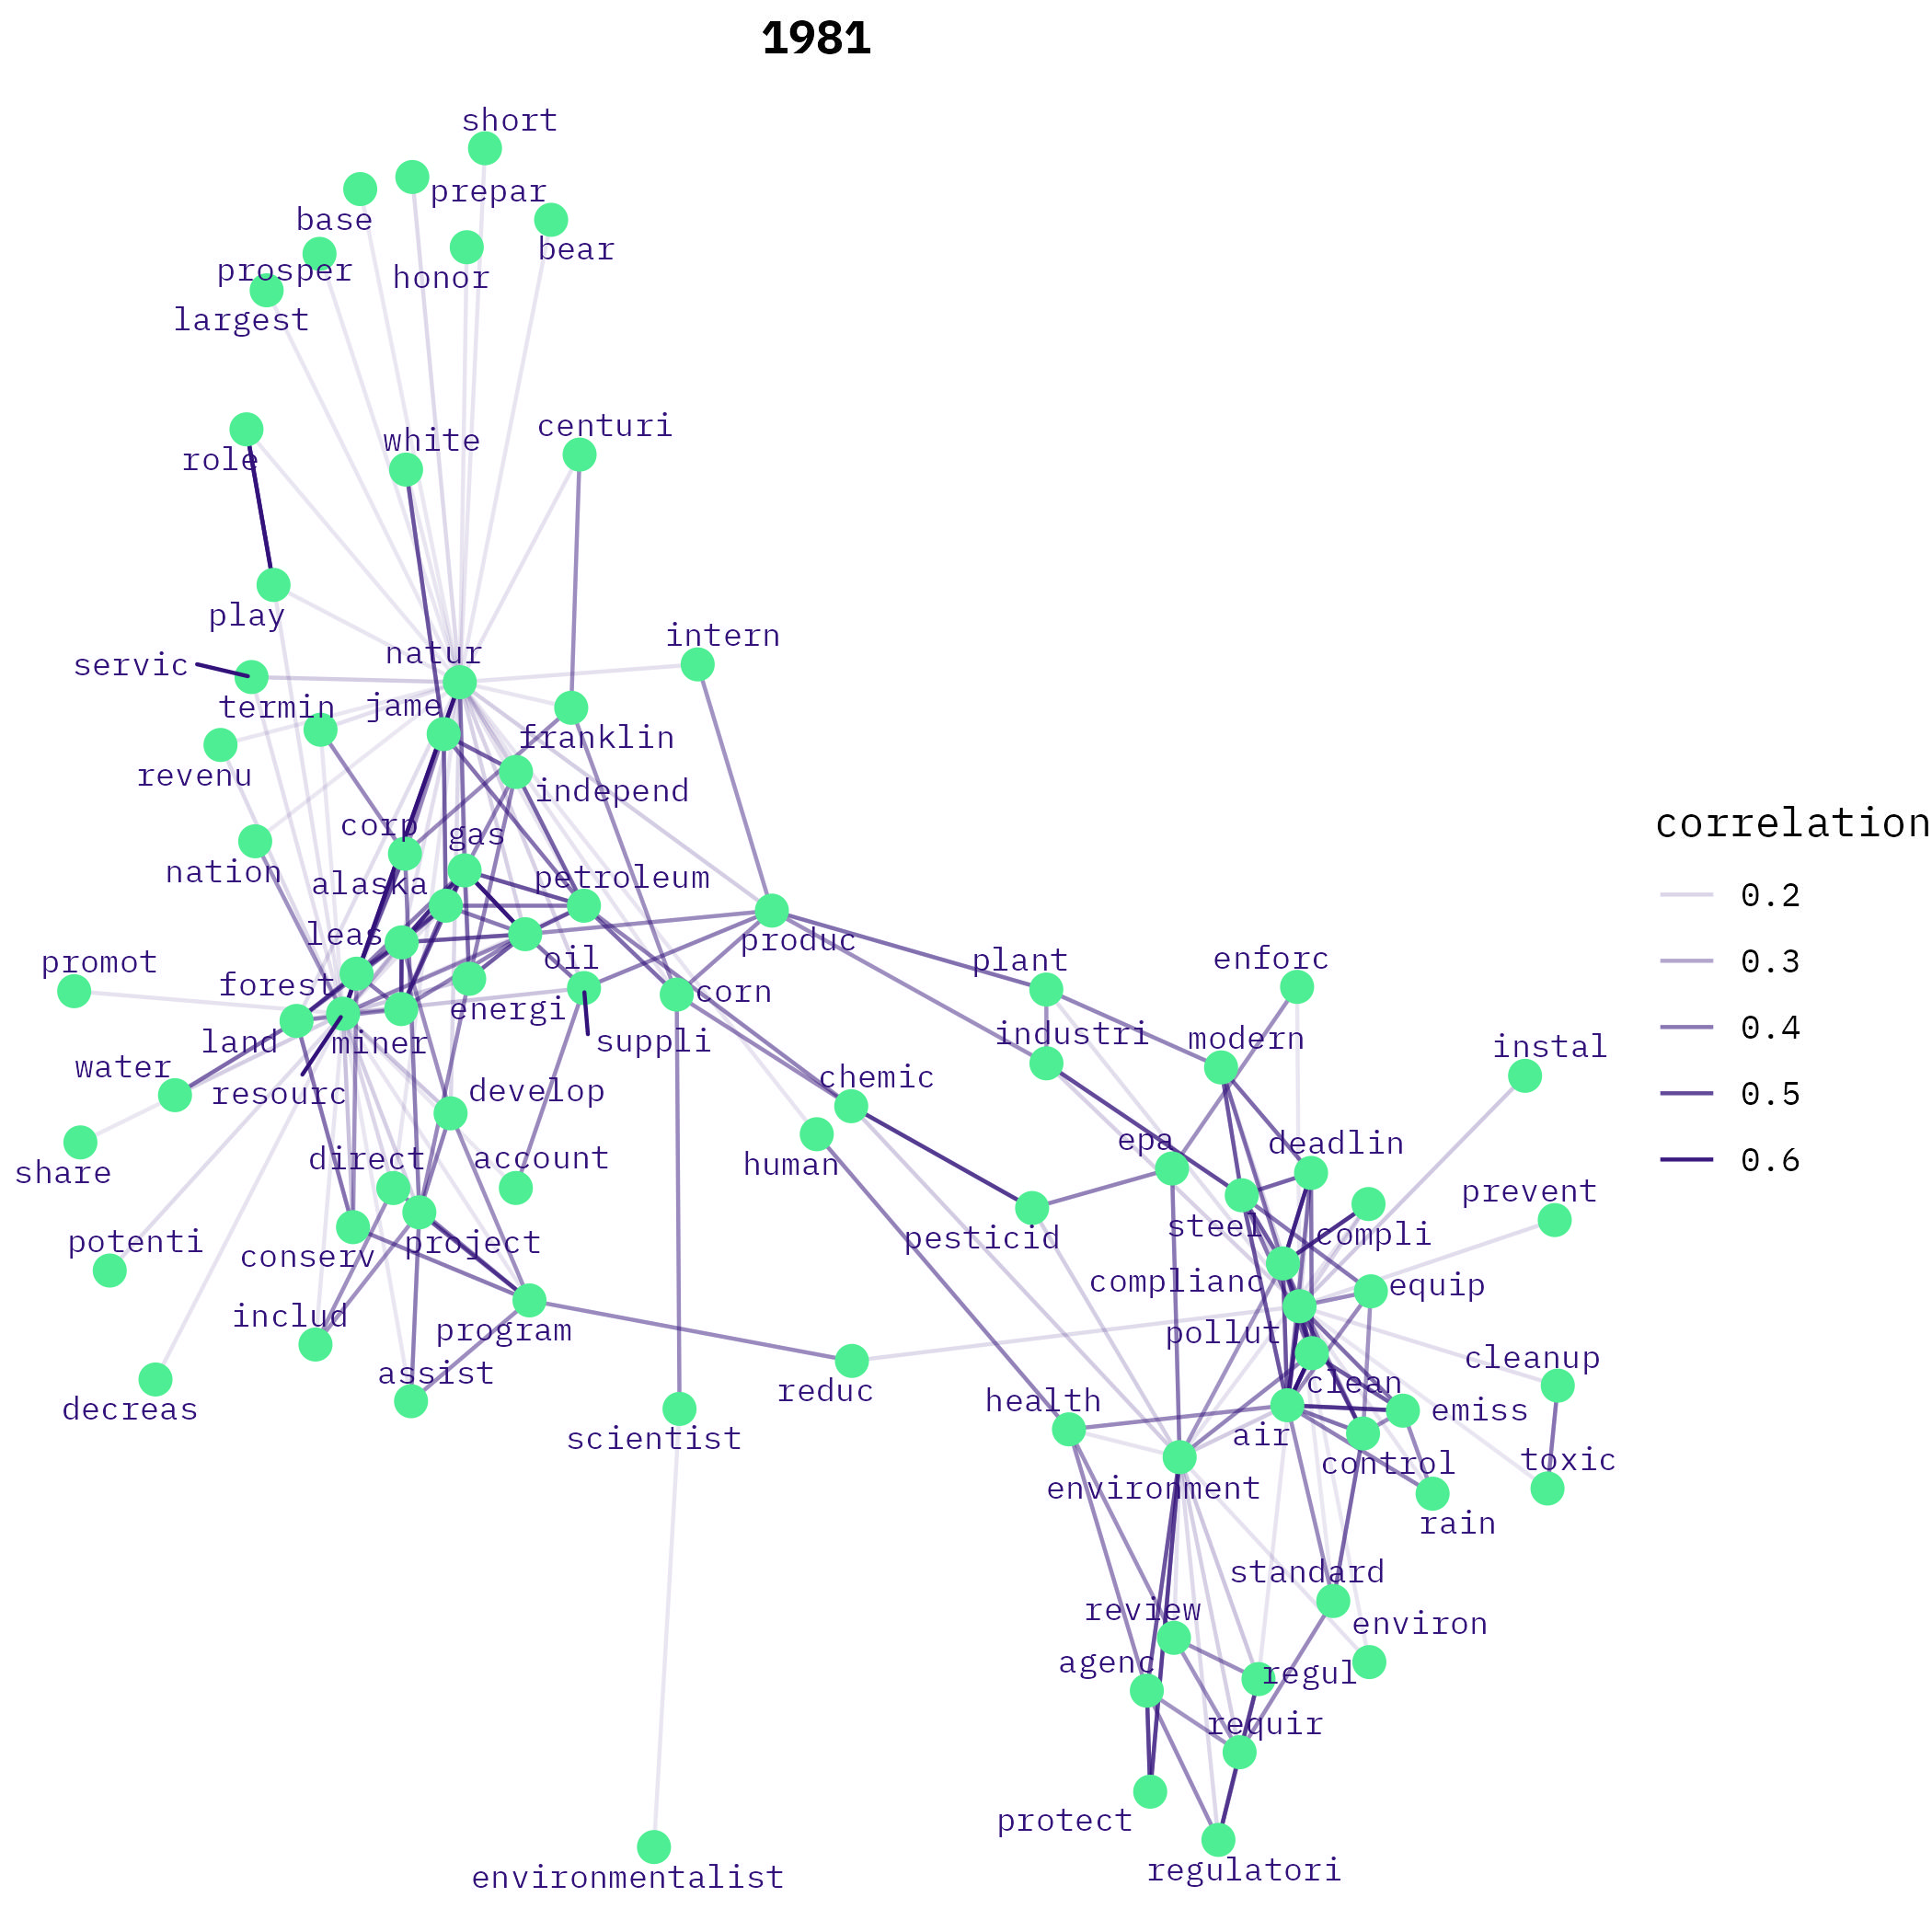 1981
short
prepar
base
bear
prosper
honor
largest
centuri
white
role
play
intern
natur
servic
termin
jame
franklin
revenu
independ
corp
gas
nation
alaska
petroleum
leas
produc
oil
plant
enforc
promot
forest
corn
energi
land
miner
suppli
industri
modern
instal
water
resourc
develop
chemic
share
direct
account
human
epa
deadlin
prevent
potenti
conserv
project
pesticid
steel
compli
complianc
equip
includ
program
pollut
decreas
assist
reduc
clean
cleanup
health
emiss
scientist
air
control
toxic
environment
rain
standard
review
environ
agenc
regul
requir
protect
environmentalist
regulatori
correlation
0.2
0.3
0.4
0.5
0.6